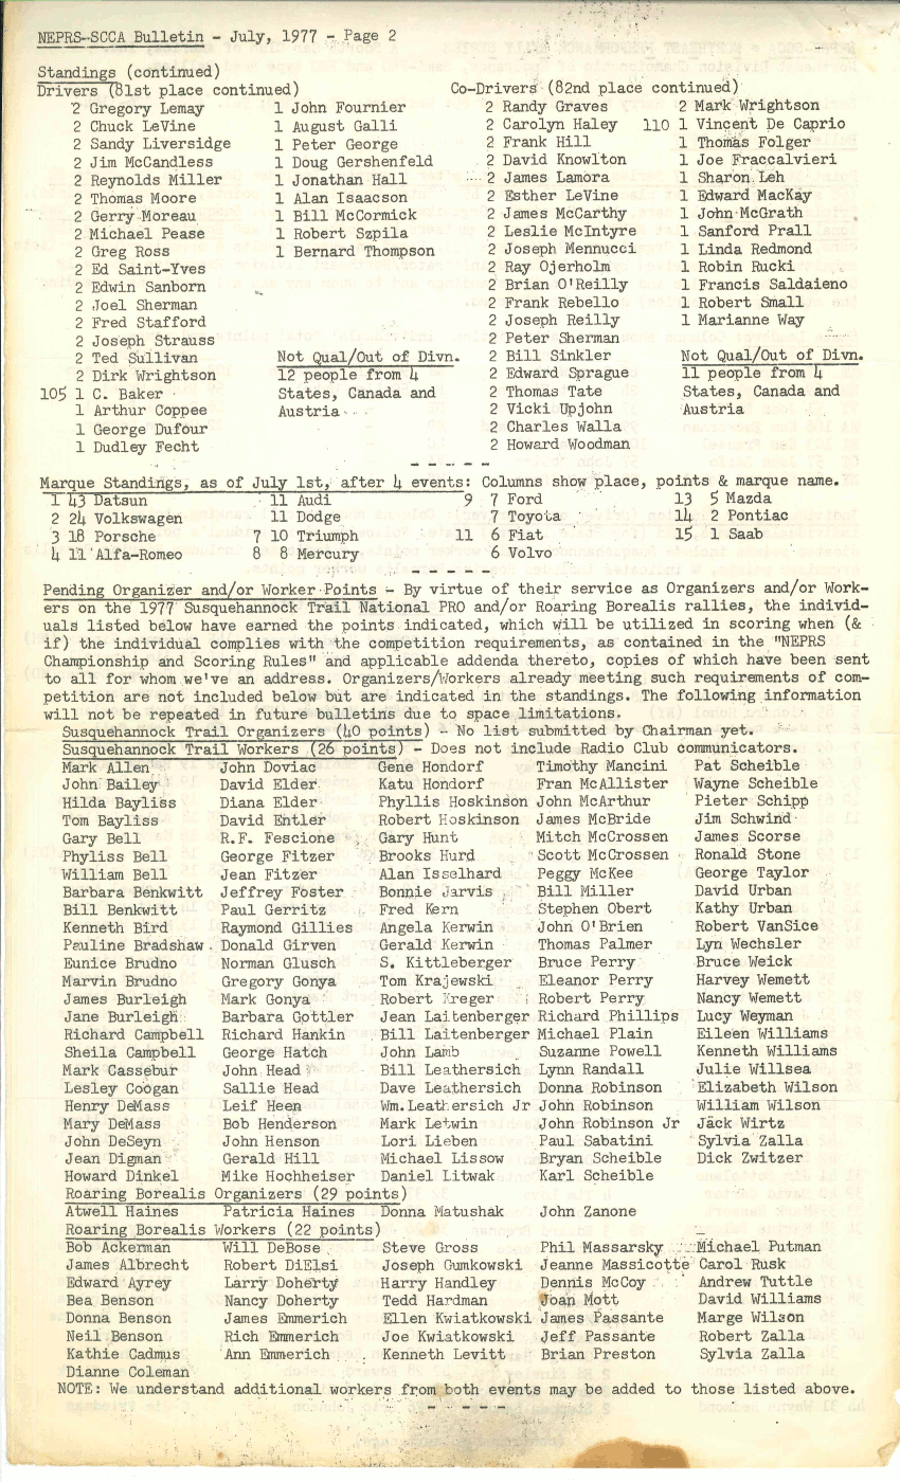 NEPRS-SCCA Bulletin - July, 1977 - Page 2
Standings (continued)
Drivers (81st place continued)
2 Gregory Lemay
2 Chuck LeVine
2 Sandy Liversidge
2 Jim McCandless
2 Reynolds Miller
2 Thomas Moore
2 Gerry Moreau
2 Michael Pease
2 Greg Ross
2 Ed Saint-Yves
2 Edwin Sanborn
2 Joel Sherman
2 Fred Stafford
2 Joseph Strauss
2 Ted Sullivan
2 Dirk Wrightson
105 1 C. Baker
1 Arthur Coppee
1 George Dufour
1 Dudley Fecht
1 John Fournier
1 August Galli
1 Peter George
1 Doug Gershenfeld
1 Jonathan Hall
1 Alan Isaacson
1 Bill McCormick
1 Robert Szpila
1 Bernard Thompson
Not Qual/Out of Divn.
12 people from 4
States, Canada and
Austria
Co-Drivers (82nd place continued)
2 Randy Graves
2 Carolyn Haley
2 Frank Hill
2 David Knowlton
2 James Lamora
2 Esther LeVine
2 James McCarthy
2 Leslie McIntyre
2 Joseph Mennucci
2 Ray Ojerholm
2 Brian O'Reilly
2 Frank Rebello
2 Joseph Reilly
2 Peter Sherman
2 Bill Sinkler
2 Edward Sprague
2 Thomas Tate
2 Vicki Upjohn
2 Charles Walla
2 Howard Woodman
2 Mark Wrightson
110 1 Vincent De Caprio
1 Thomas Folger
1 Joe Fraccalvieri
1 Sharon Leh
1 Edward MacKay
1 John McGrath
1 Sanford Prall
1 Linda Redmond
1 Robin Rucki
1 Francis Saldaieno
1 Robert Small
1 Marianne Way
Not Qual/Out of Divn.
11 people from 4
States, Canada and
Austria
- - - - -
Marque Standings, as of July 1st, after 4 events: Columns show place, points & marque name.
1 43 Datsun 11 Audi 9 7 Ford 13 5 Mazda
2 24 Volkswagen 11 Dodge 7 Toyota 14 2 Pontiac
3 18 Porsche 7 10 Triumph 11 6 Fiat 15 1 Saab
4 11 Alfa-Romeo 8 8 Mercury 6 Volvo
- - - - -
Pending Organizer and/or Worker Points - By virtue of their service as Organizers and/or Work-
ers on the 1977 Susquehannock Trail National PRO and/or Roaring Borealis rallies, the individ-
uals listed below have earned the points indicated, which will be utilized in scoring when (&
if) the individual complies with the competition requirements, as contained in the "NEPRS
Championship and Scoring Rules" and applicable addenda thereto, copies of which have been sent
to all for whom we've an address. Organizers/Workers already meeting such requirements of com-
petition are not included below but are indicated in the standings. The following information
will not be repeated in future bulletins due to space limitations.
Susquehannock Trail Organizers (40 points) - No list submitted by Chairman yet.
Susquehannock Trail Workers (26 points) - Does not include Radio Club communicators.
Mark Allen John Doviac Gene Hondorf Timothy Mancini Pat Scheible
John Bailey David Elder Katu Hondorf Fran McAllister Wayne Scheible
Hilda Bayliss Diana Elder Phyllis Hoskinson John McArthur Pieter Schipp
Tom Bayliss David Entler Robert Hoskinson James McBride Jim Schwind
Gary Bell R.F. Fescione Gary Hunt Mitch McCrossen James Scorse
Phyliss Bell George Fitzer Brooks Hurd Scott McCrossen Ronald Stone
William Bell Jean Fitzer Alan Isselhard Peggy McKee George Taylor
Barbara Benkwitt Jeffrey Foster Bonnie Jarvis Bill Miller David Urban
Bill Benkwitt Paul Gerritz Fred Kern Stephen Obert Kathy Urban
Kenneth Bird Raymond Gillies Angela Kerwin John O'Brien Robert VanSice
Pauline Bradshaw Donald Girven Gerald Kerwin Thomas Palmer Lyn Wechsler
Eunice Brudno Norman Glusch S. Kittleberger Bruce Perry Bruce Weick
Marvin Brudno Gregory Gonya Tom Krajewski Eleanor Perry Harvey Wemett
James Burleigh Mark Gonya Robert Kreger Robert Perry Nancy Wemett
Jane Burleigh Barbara Gottler Jean Laitenberger Richard Phillips Lucy Weyman
Richard Campbell Richard Hankin Bill Laitenberger Michael Plain Eileen Williams
Sheila Campbell George Hatch John Lamb Suzanne Powell Kenneth Williams
Mark Cassebur John Head Bill Leathersich Lynn Randall Julie Willsea
Lesley Coogan Sallie Head Dave Leathersich Donna Robinson Elizabeth Wilson
Henry DeMass Leif Heen Wm.Leathersich Jr John Robinson William Wilson
Mary DeMass Bob Henderson Mark Letwin John Robinson Jr Jack Wirtz
John DeSeyn John Henson Lori Lieben Paul Sabatini Sylvia Zalla
Jean Digman Gerald Hill Michael Lissow Bryan Scheible Dick Zwitzer
Howard Dinkel Mike Hochheiser Daniel Litwak Karl Scheible
Roaring Borealis Organizers (29 points)
Atwell Haines Patricia Haines Donna Matushak John Zanone
Roaring Borealis Workers (22 points)
Bob Ackerman Will DeBose Steve Gross Phil Massarsky Michael Putman
James Albrecht Robert DiElsi Joseph Gumkowski Jeanne Massicotte Carol Rusk
Edward Ayrey Larry Doherty Harry Handley Dennis McCoy Andrew Tuttle
Bea Benson Nancy Doherty Tedd Hardman Joan Mott David Williams
Donna Benson James Emmerich Ellen Kwiatkowski James Passante Marge Wilson
Neil Benson Rich Emmerich Joe Kwiatkowski Jeff Passante Robert Zalla
Kathie Cadmus Ann Emmerich Kenneth Levitt Brian Preston Sylvia Zalla
Dianne Coleman
NOTE: We understand additional workers from both events may be added to those listed above.
- - - - -